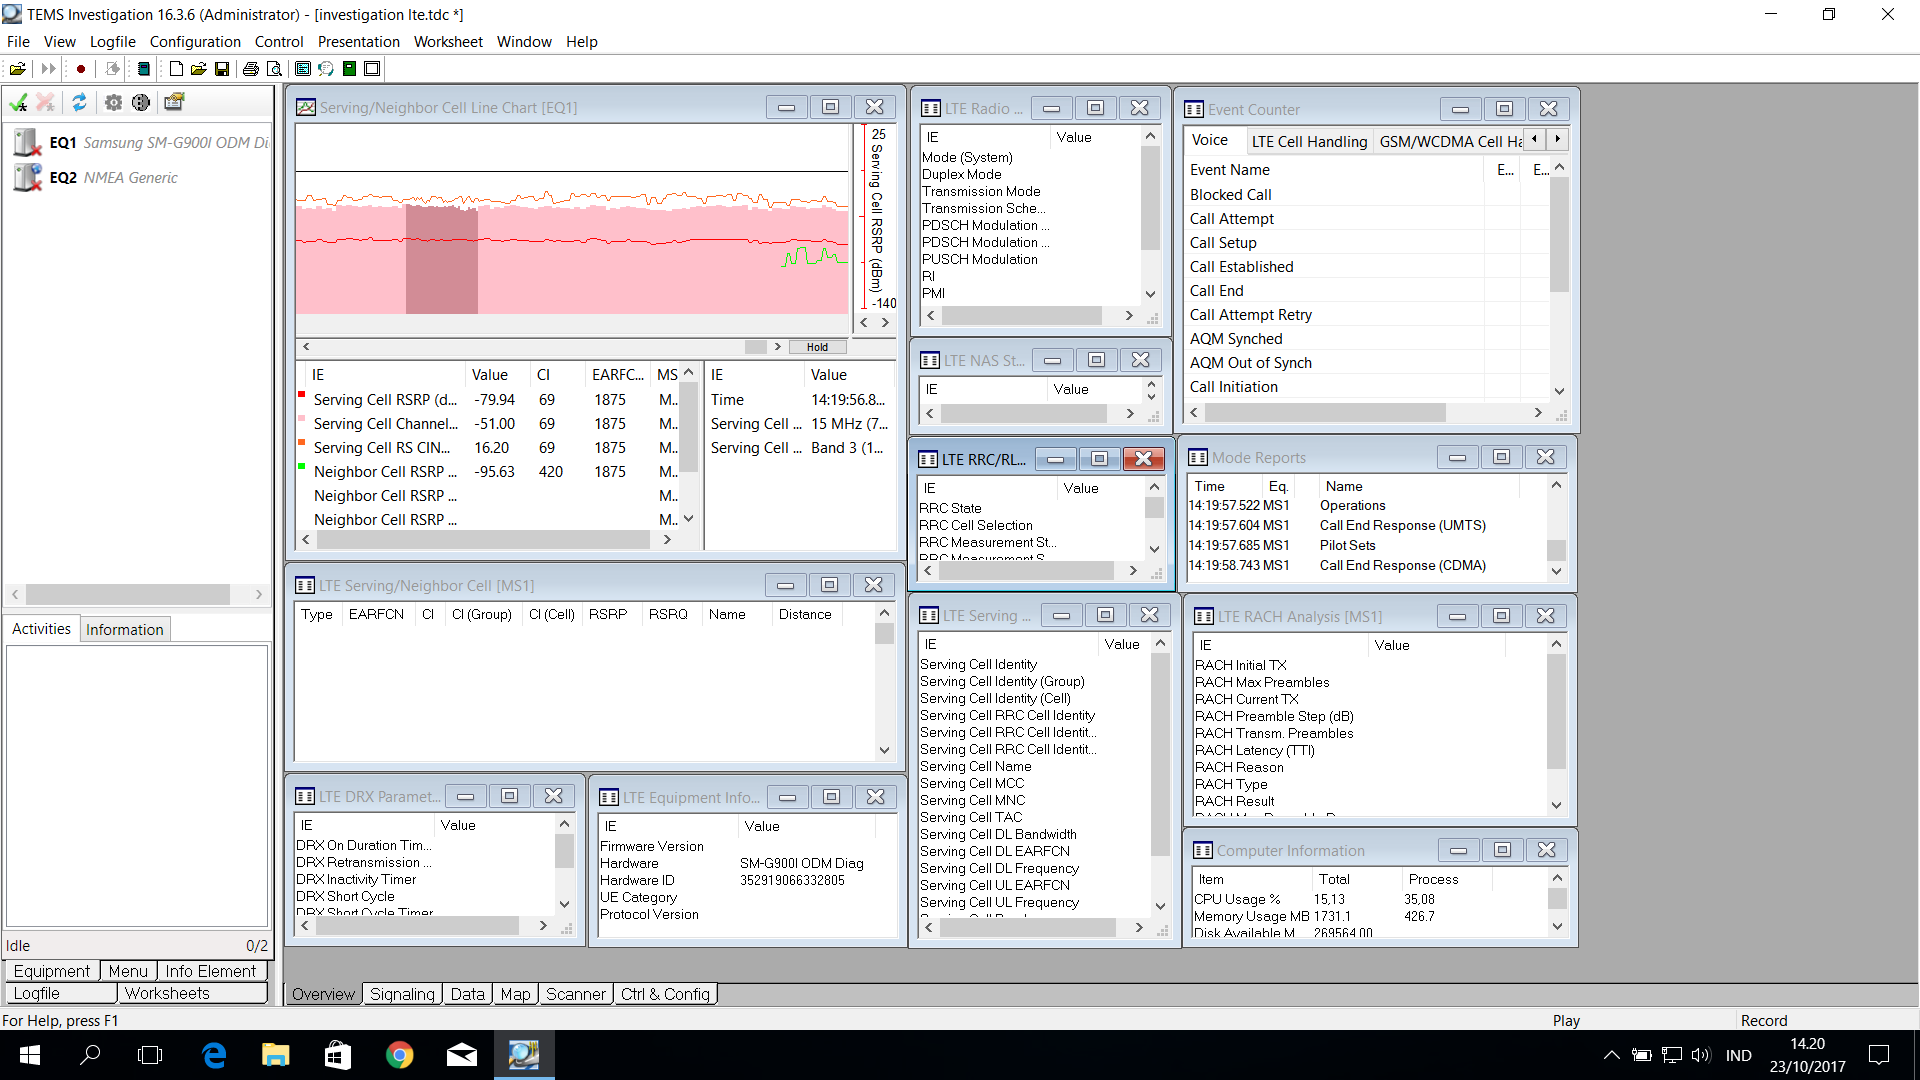 TEMS Investigation 16.3.6 (Administrator) - [investigation lte.tdc *]
File View Logfile Configuration Control Presentation Worksheet Window Help
EQ1 Samsung SM-G900I ODM Di
EQ2 NMEA Generic
Activities Information
Idle 0/2
Equipment Menu Info Element
Logfile Worksheets
Serving/Neighbor Cell Line Chart [EQ1]
25
Serving Cell RSRP (dBm)
-140
Hold
IE Value CI EARFC... MS
Serving Cell RSRP (d... -79.94 69 1875 M..
Serving Cell Channel... -51.00 69 1875 M..
Serving Cell RS CIN... 16.20 69 1875 M..
Neighbor Cell RSRP ... -95.63 420 1875 M..
Neighbor Cell RSRP ... M..
Neighbor Cell RSRP ... M..
IE Value
Time 14:19:56.8...
Serving Cell ... 15 MHz (7...
Serving Cell ... Band 3 (1...
LTE Serving/Neighbor Cell [MS1]
Type EARFCN CI CI (Group) CI (Cell) RSRP RSRQ Name Distance
LTE DRX Paramet...
IE Value
DRX On Duration Tim...
DRX Retransmission ...
DRX Inactivity Timer
DRX Short Cycle
DRX Short Cycle Timer
LTE Equipment Info...
IE Value
Firmware Version
Hardware SM-G900I ODM Diag
Hardware ID 352919066332805
UE Category
Protocol Version
LTE Radio ...
IE Value
Mode (System)
Duplex Mode
Transmission Mode
Transmission Sche...
PDSCH Modulation ...
PDSCH Modulation ...
PUSCH Modulation
RI
PMI
LTE NAS St...
IE Value
LTE RRC/RL...
IE Value
RRC State
RRC Cell Selection
RRC Measurement St...
RRC Measurement S
LTE Serving ...
IE Value
Serving Cell Identity
Serving Cell Identity (Group)
Serving Cell Identity (Cell)
Serving Cell RRC Cell Identity
Serving Cell RRC Cell Identit...
Serving Cell RRC Cell Identit...
Serving Cell Name
Serving Cell MCC
Serving Cell MNC
Serving Cell TAC
Serving Cell DL Bandwidth
Serving Cell DL EARFCN
Serving Cell DL Frequency
Serving Cell UL EARFCN
Serving Cell UL Frequency
Event Counter
Voice LTE Cell Handling GSM/WCDMA Cell Ha
Event Name E... E...
Blocked Call
Call Attempt
Call Setup
Call Established
Call End
Call Attempt Retry
AQM Synched
AQM Out of Synch
Call Initiation
Mode Reports
Time Eq. Name
14:19:57.522 MS1 Operations
14:19:57.604 MS1 Call End Response (UMTS)
14:19:57.685 MS1 Pilot Sets
14:19:58.743 MS1 Call End Response (CDMA)
LTE RACH Analysis [MS1]
IE Value
RACH Initial TX
RACH Max Preambles
RACH Current TX
RACH Preamble Step (dB)
RACH Transm. Preambles
RACH Latency (TTI)
RACH Reason
RACH Type
RACH Result
Computer Information
Item Total Process
CPU Usage % 15,13 35,08
Memory Usage MB 1731.1 426.7
Disk Available M... 269564.00
Overview Signaling Data Map Scanner Ctrl & Config
For Help, press F1 Play Record
IND
14.20
23/10/2017